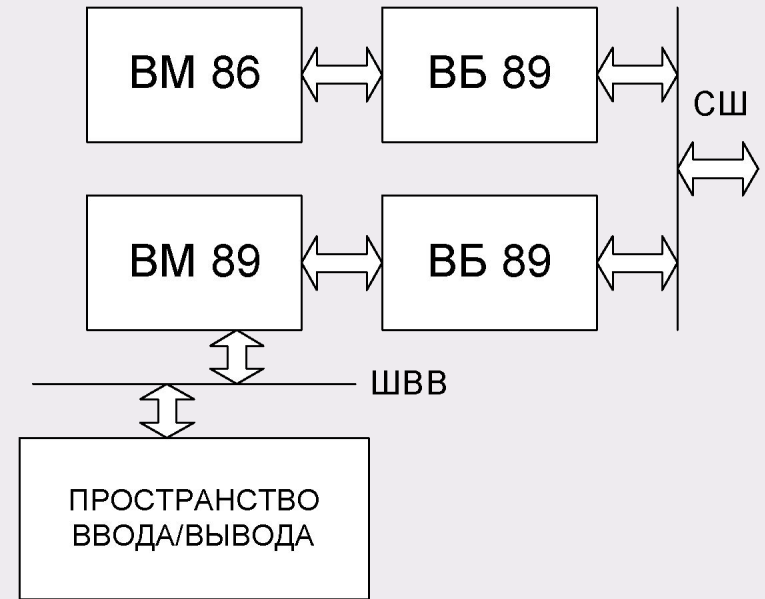 ВМ 86
ВБ 89
СШ
ВМ 89
ВБ 89
ШВВ
ПРОСТРАНСТВО
ВВОДА/ВЫВОДА